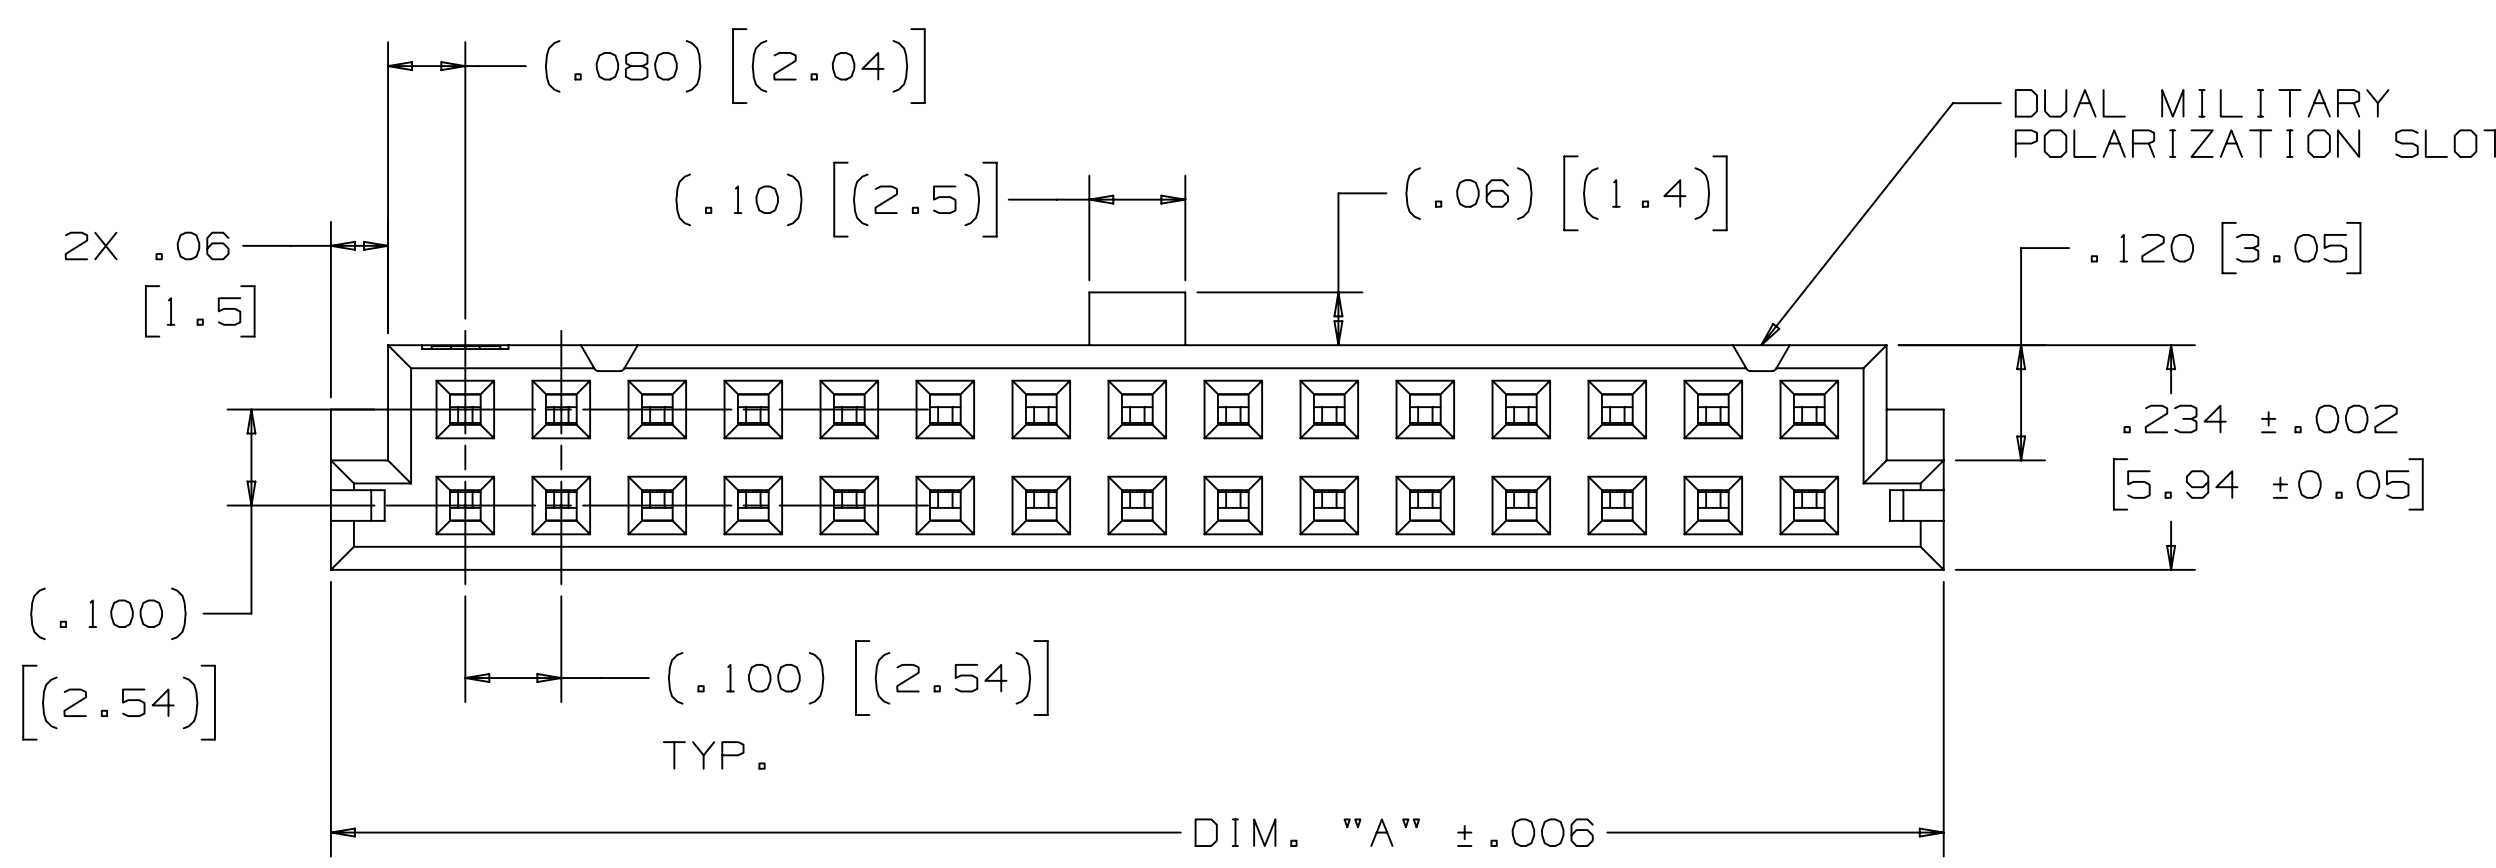 (.080) [(2.04)]
DUAL MILITARY
POLARIZATION SLOT
(.10) [(2.5)]
(.06) [(1.4)]
2X .06
[1.5]
.120 [3.05]
.234 ±.002
[5.94 ±0.05]
(.100)
[(2.54)]
(.100) [(2.54)]
TYP.
DIM. "A" ±.006